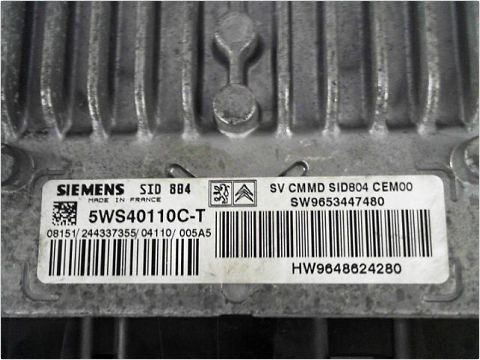 SIEMENS SID 804
MADE IN FRANCE
5WS40110C-T
08151/244337355/04110/005A5
SV CMMD SID804 CEM00
SW9653447480
HW9648624280